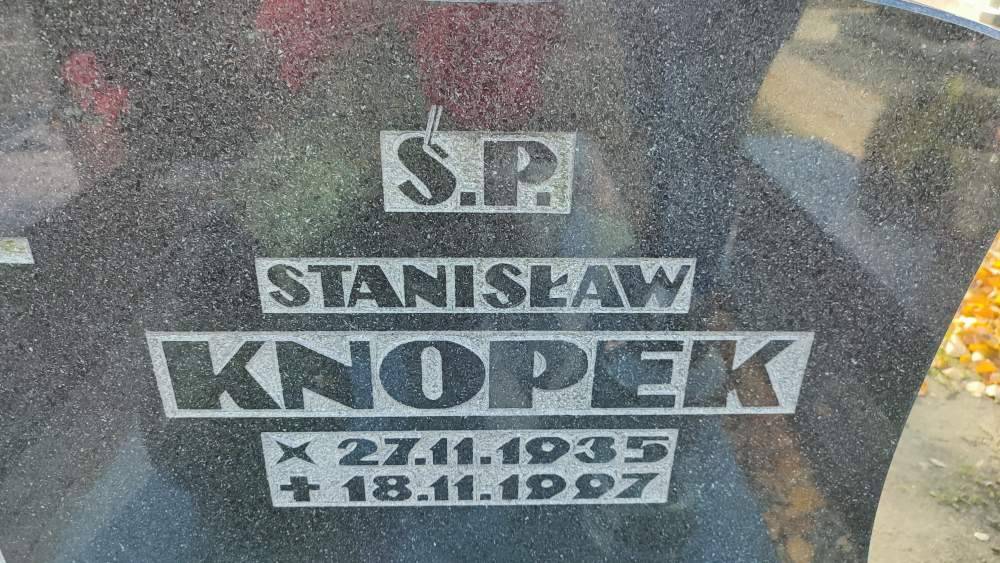 Ś.P.
STANISŁAW
KNOPEK
27.11.1935
18.11.1997